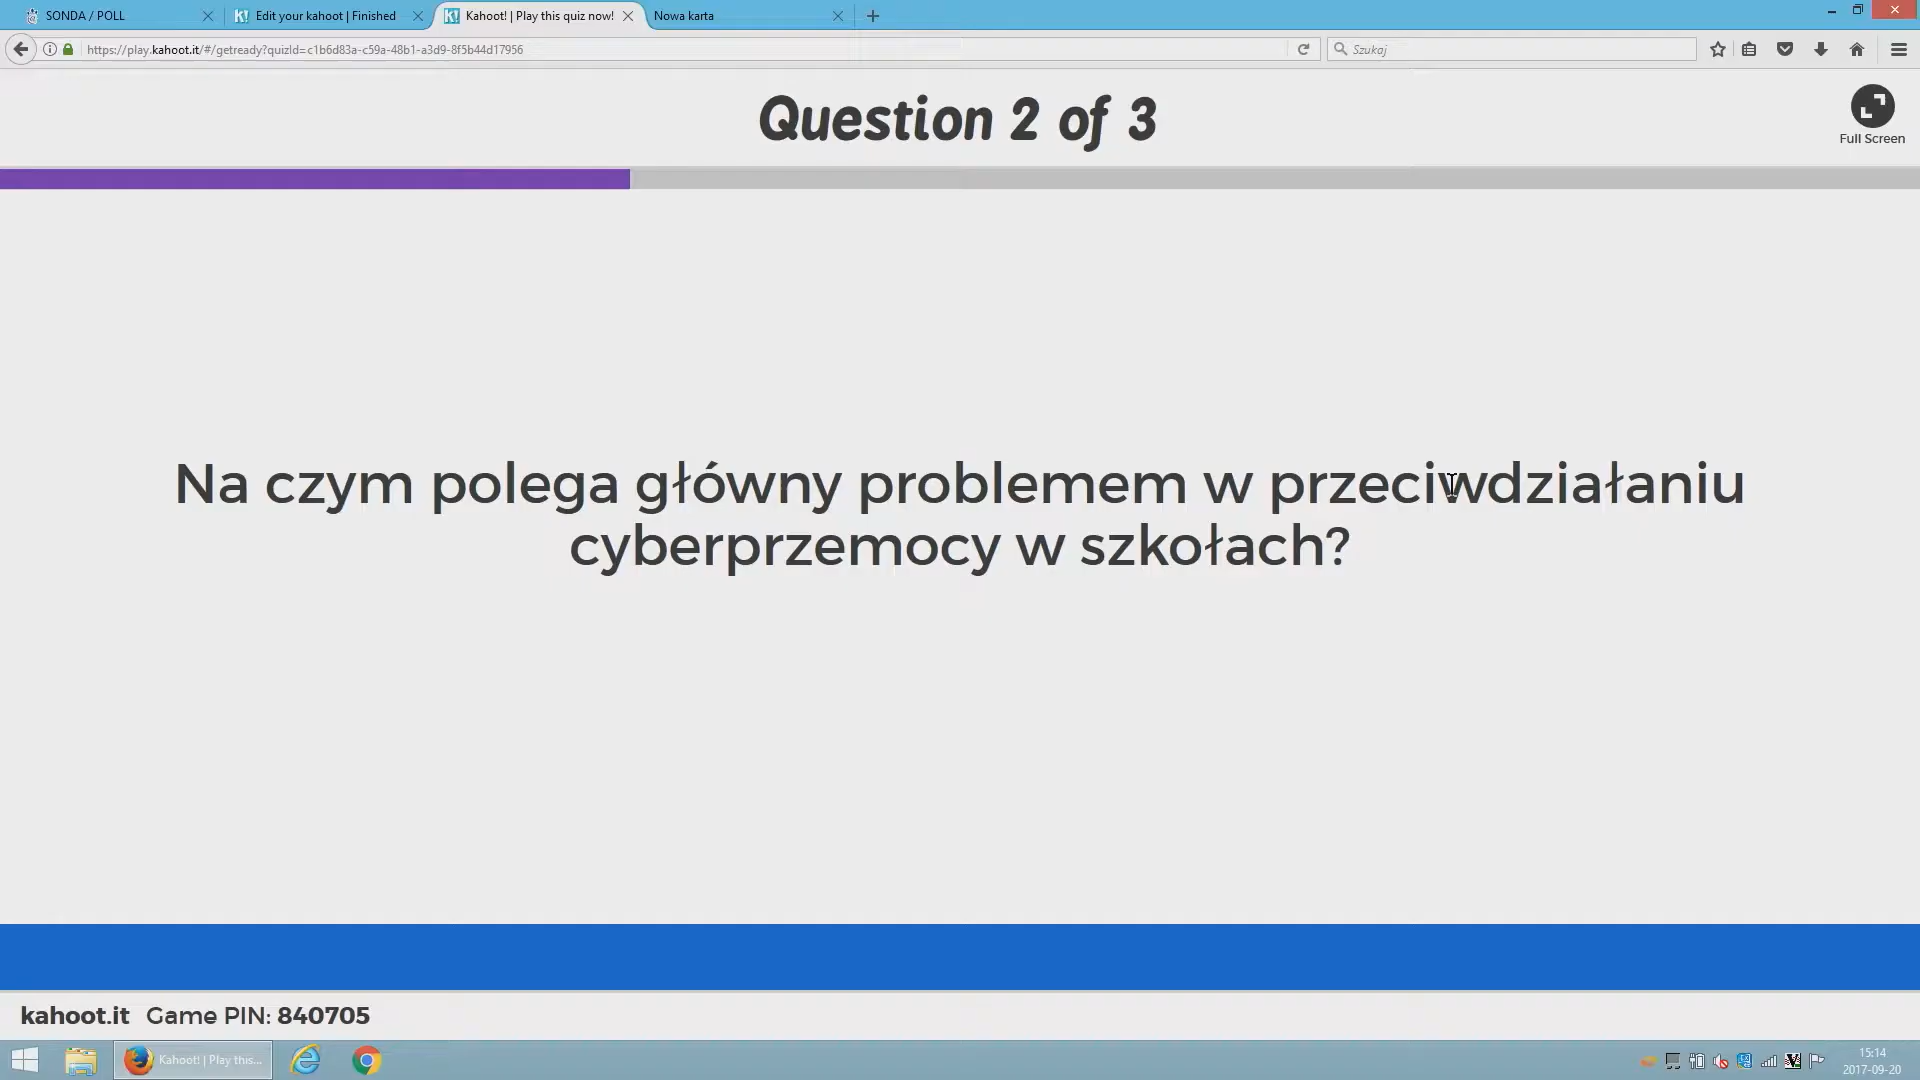 SONDA / POLL
Edit your kahoot | Finished
Kahoot! | Play this quiz now!
Nowa karta
https://play.kahoot.it/#/getready?quizId=c1b6d83a-c59a-48b1-a3d9-8f5b44d17956
Szukaj
Question 2 of 3
Full Screen
Na czym polega główny problemem w przeciwdziałaniu
cyberprzemocy w szkołach?
kahoot.it Game PIN: 840705
Kahoot! | Play this...
15:14
2017-09-20